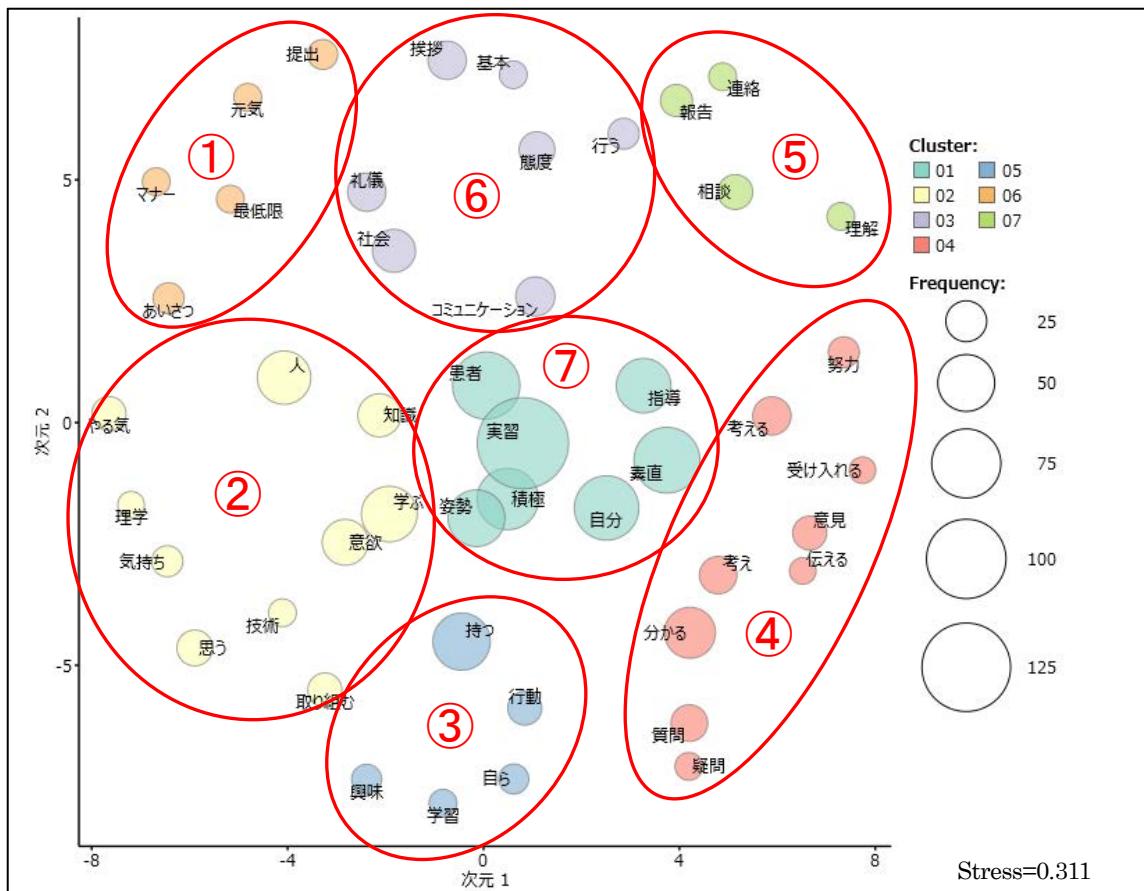 提出
元気
マナー
最低限
あいさつ
①
挨拶
基本
行う
態度
礼儀
社会
コミュニケーション
⑥
連絡
報告
相談
理解
⑤
人
知識
やる気
学ぶ
意欲
理学
気持ち
技術
思う
取り組む
②
患者
指導
実習
素直
積極
姿勢
自分
⑦
努力
考える
受け入れる
意見
伝える
考え
分かる
質問
疑問
④
持つ
行動
自ら
興味
学習
③
Cluster:
01 05
02 06
03 07
04
Frequency:
25
50
75
100
125
5
0
-5
次元 2
-8 -4 0 4 8
次元 1
Stress=0.311